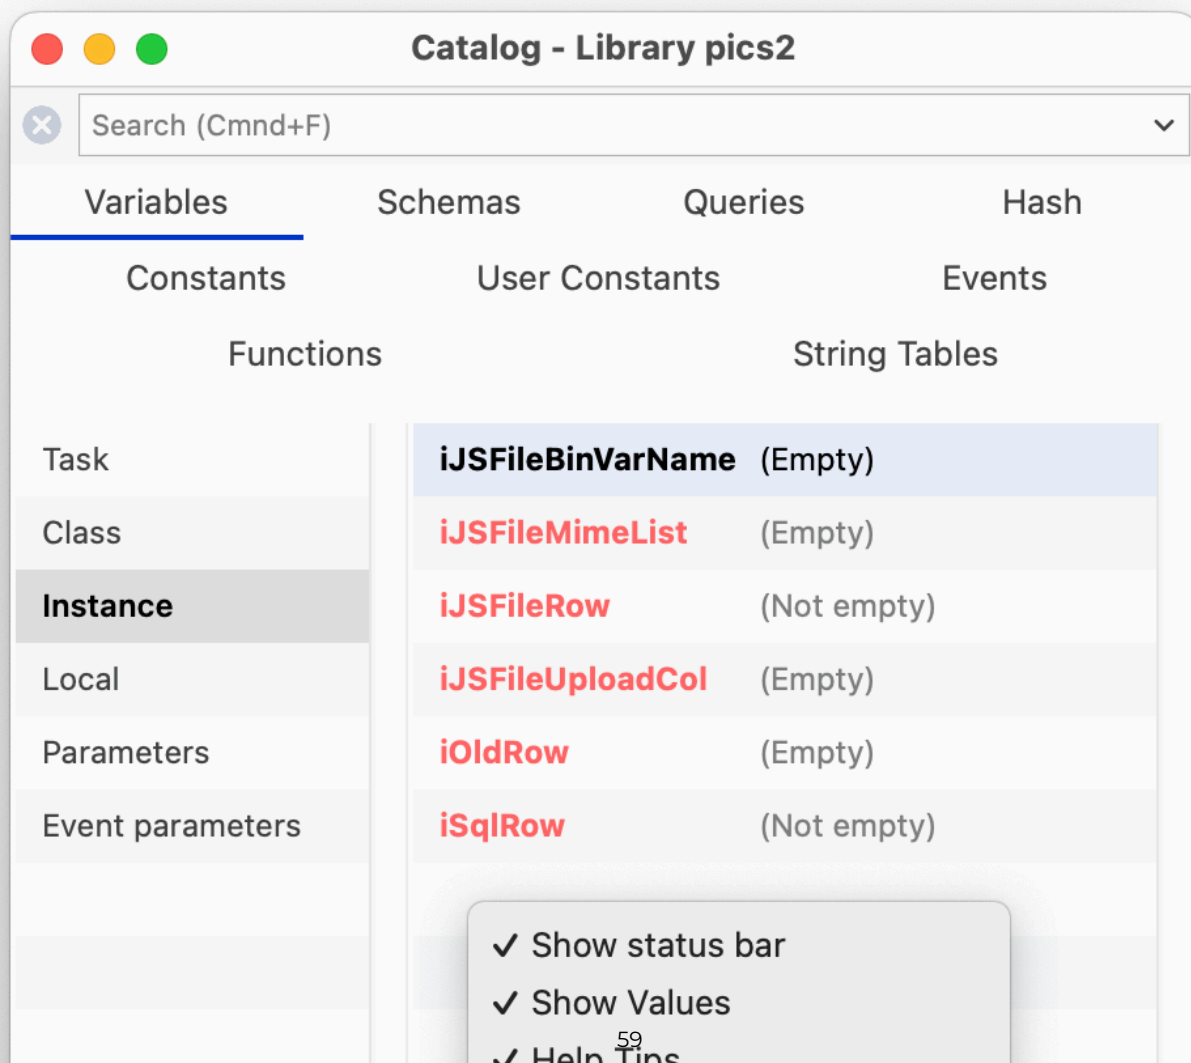 Catalog - Library pics2
Search (Cmnd+F)
Variables Schemas Queries Hash
Constants User Constants Events
Functions String Tables
Task iJSFileBinVarName (Empty)
Class iJSFileMimeList (Empty)
Instance iJSFileRow (Not empty)
Local iJSFileUploadCol (Empty)
Parameters iOldRow (Empty)
Event parameters iSqlRow (Not empty)
✓ Show status bar
✓ Show Values
59
✓ Help Tips